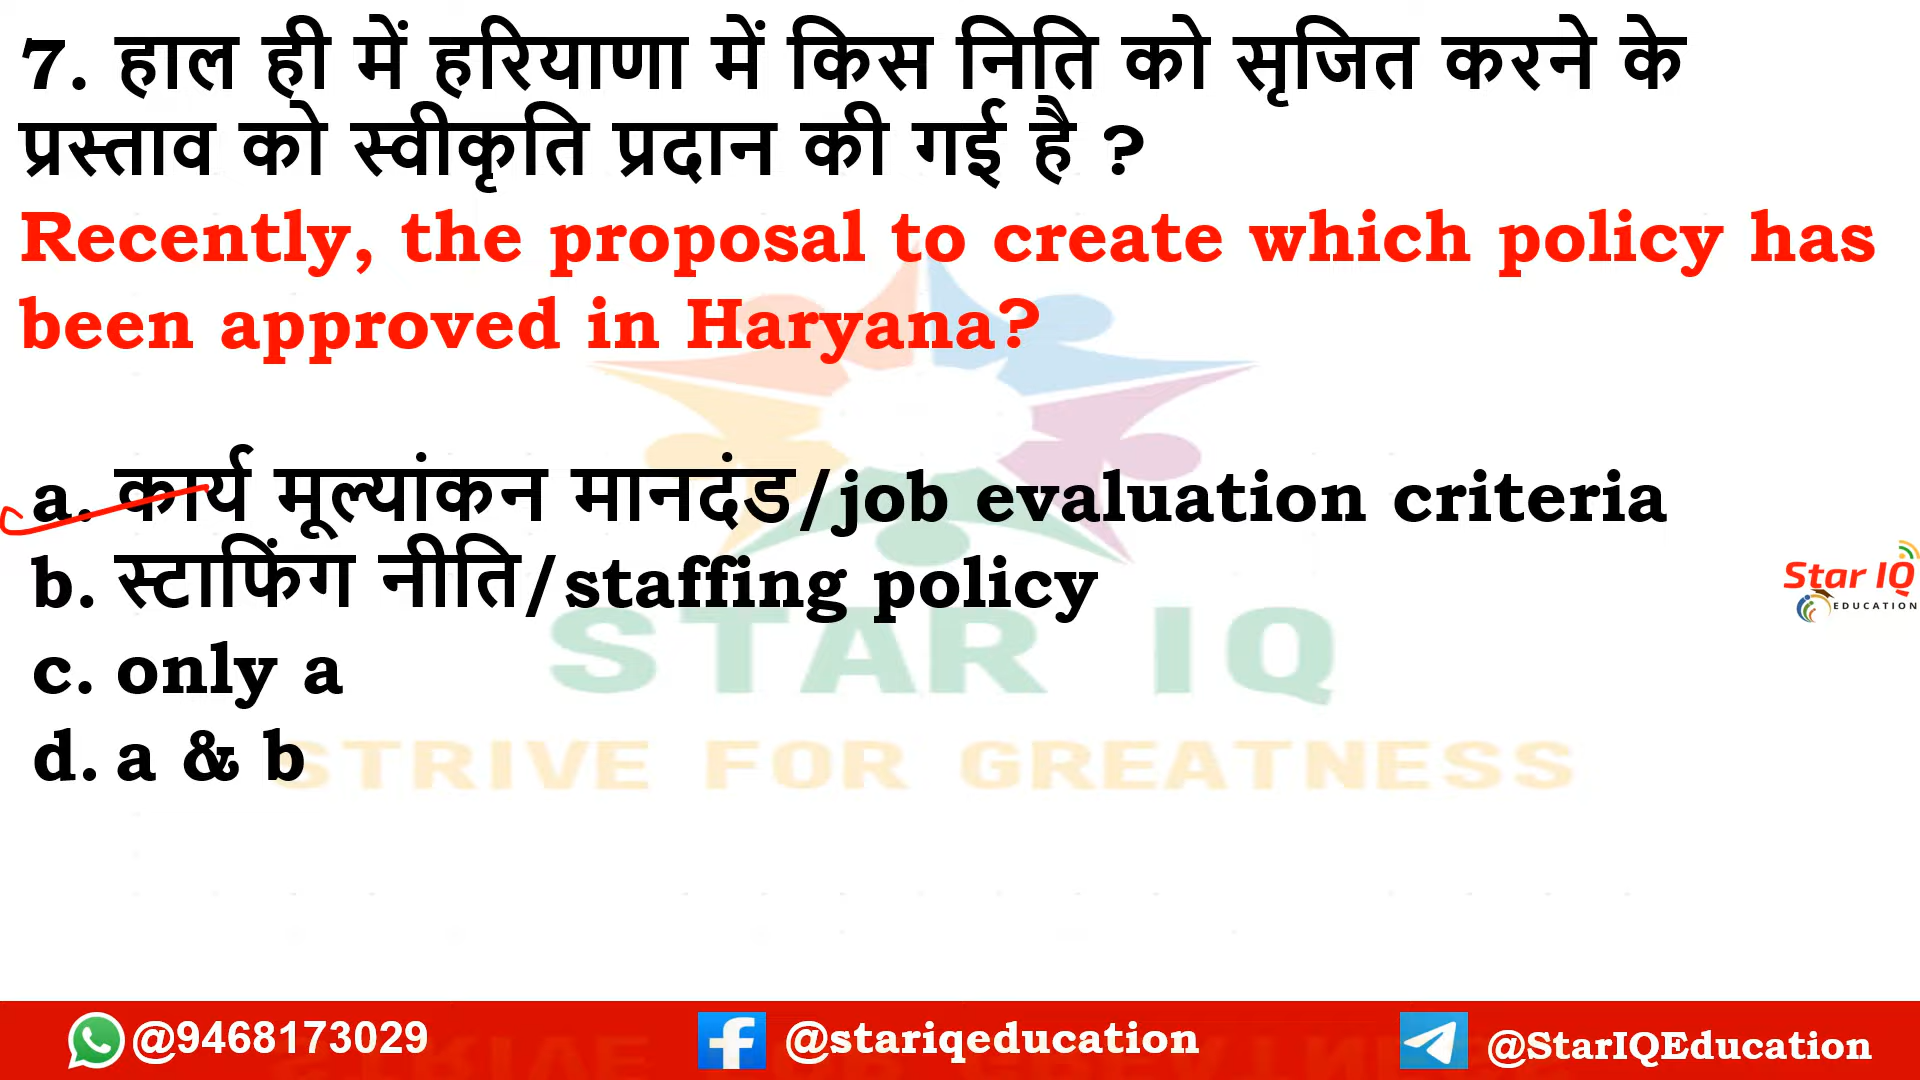 7. हाल ही में हरियाणा में किस निति को सृजित करने के
प्रस्ताव को स्वीकृति प्रदान की गई है ?
Recently, the proposal to create which policy has
been approved in Haryana?
a. कार्य मूल्यांकन मानदंड/job evaluation criteria
b. स्टाफिंग नीति/staffing policy
c. only a
d. a & b
STAR IQ
STRIVE FOR GREATNESS
Star IQ
EDUCATION
@9468173029
@stariqeducation
@StarIQEducation